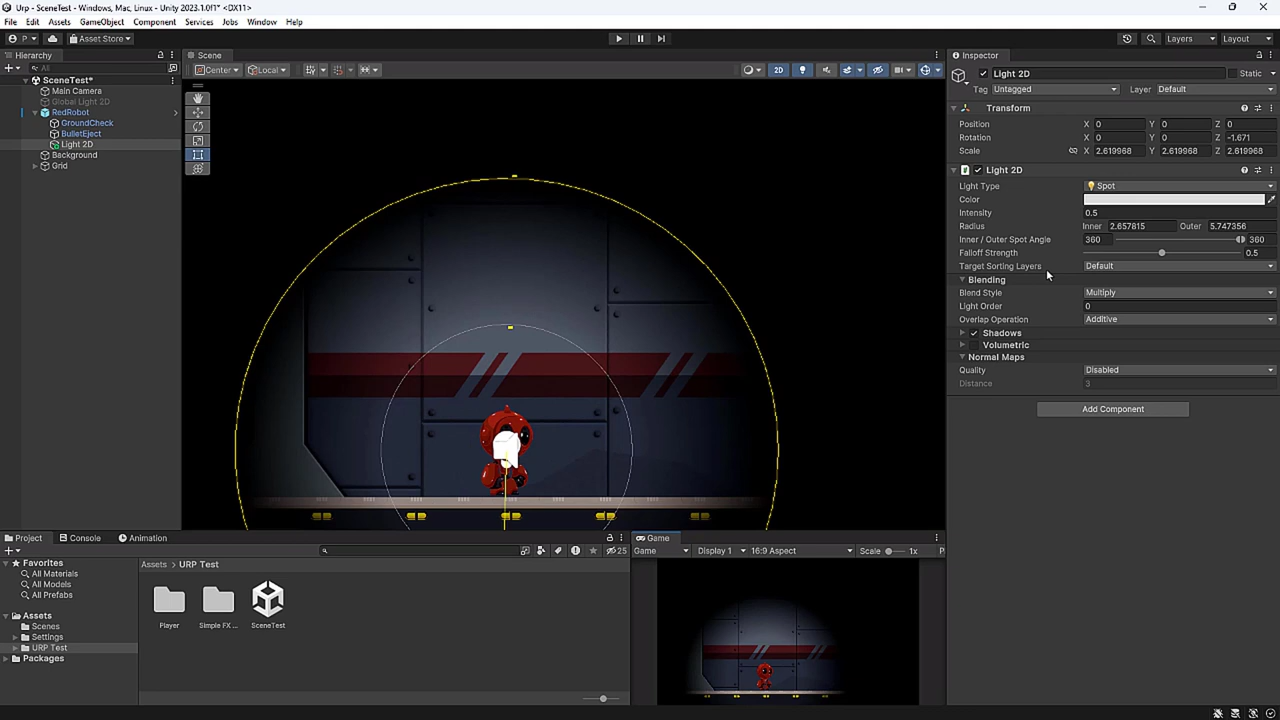 Urp - SceneTest - Windows, Mac, Linux - Unity 2023.1.0f1* <DX11>
File Edit Assets GameObject Component Services Jobs Window Help
P Asset Store Layers Layout
Hierarchy
All
SceneTest*
Main Camera
Global Light 2D
RedRobot
GroundCheck
BulletEject
Light 2D
Background
Grid
Scene
Center Local 2D
Inspector
Light 2D Static
Tag Untagged Layer Default
Transform
Position X 0 Y 0 Z 0
Rotation X 0 Y 0 Z -1.671
Scale X 2.619968 Y 2.619968 Z 2.619968
Light 2D
Light Type Spot
Color
Intensity 0.5
Radius Inner 2.657815 Outer 5.747356
Inner / Outer Spot Angle 360 360
Falloff Strength 0.5
Target Sorting Layers Default
Blending
Blend Style Multiply
Light Order 0
Overlap Operation Additive
Shadows
Volumetric
Normal Maps
Quality Disabled
Distance 3
Add Component
Project Console Animation
25
Favorites
All Materials
All Models
All Prefabs
Assets
Scenes
Settings
URP Test
Packages
Assets > URP Test
Player Simple FX ... SceneTest
Game
Game Display 1 16:9 Aspect Scale 1x P